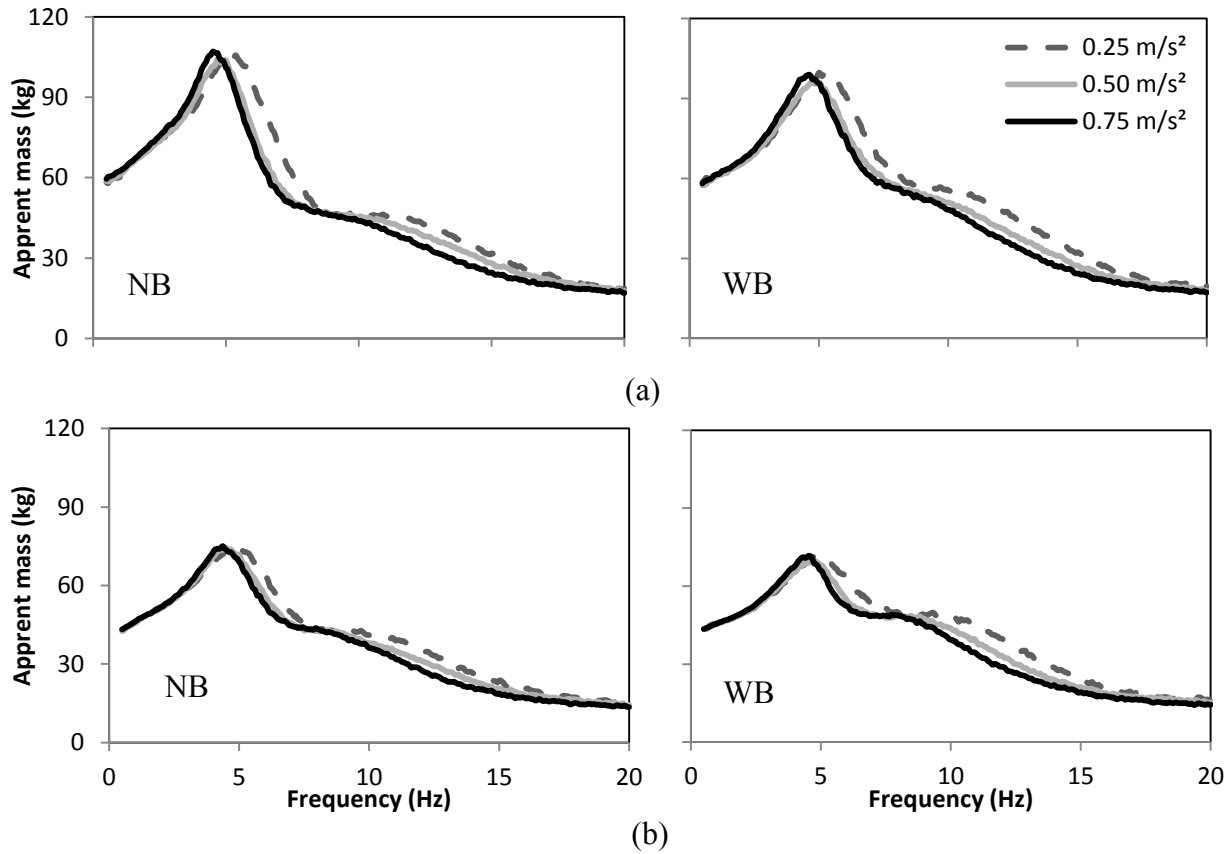 120
90
60
30
0
Apprent mass (kg)
NB
WB
0.25 m/s²
0.50 m/s²
0.75 m/s²
(a)
120
90
60
30
0
Apprent mass (kg)
NB
WB
0 5 10 15 20
0 5 10 15 20
Frequency (Hz)
Frequency (Hz)
(b)